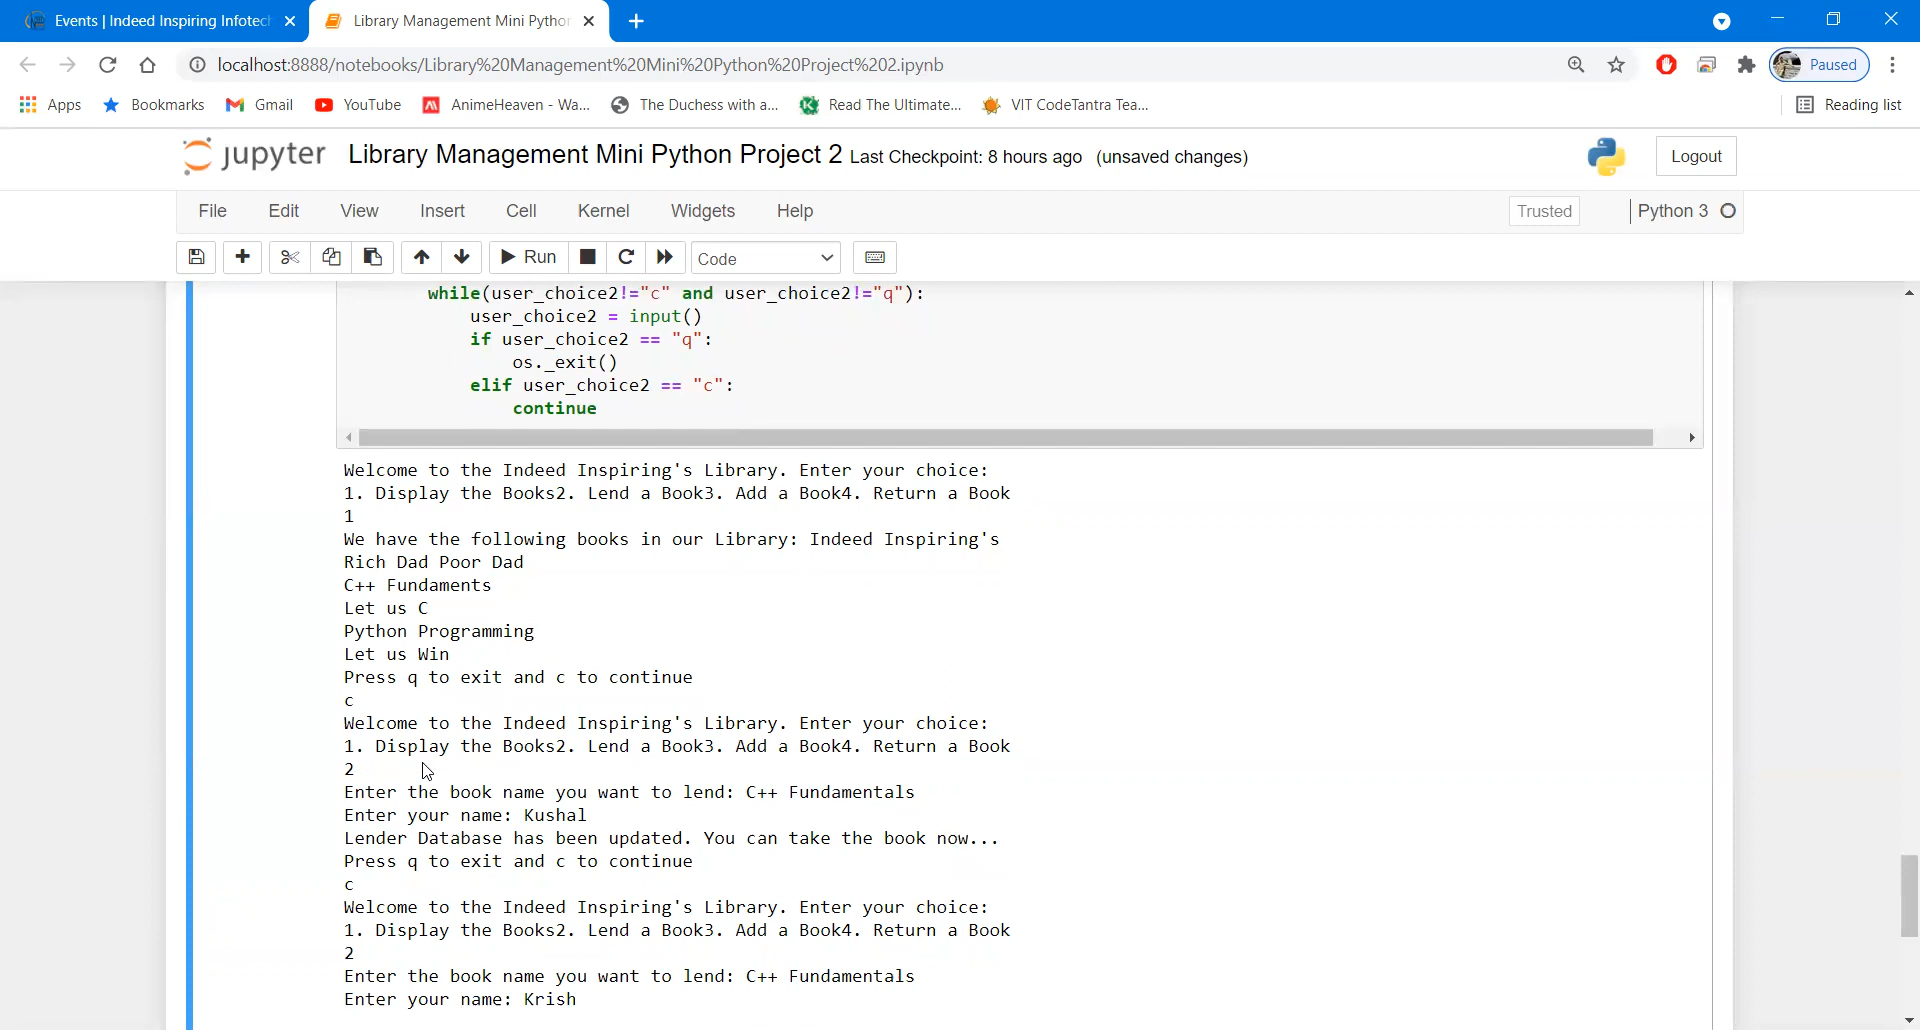 Events | Indeed Inspiring Infotech
Library Management Mini Python
localhost:8888/notebooks/Library%20Management%20Mini%20Python%20Project%202.ipynb
Paused
Apps
Bookmarks
Gmail
YouTube
AnimeHeaven - Wa...
The Duchess with a...
Read The Ultimate...
VIT CodeTantra Tea...
Reading list
jupyter
Library Management Mini Python Project 2 Last Checkpoint: 8 hours ago (unsaved changes)
Logout
File Edit View Insert Cell Kernel Widgets Help
Trusted
Python 3
Run
Code
while(user_choice2!="c" and user_choice2!="q"):
user_choice2 = input()
if user_choice2 == "q":
os._exit()
elif user_choice2 == "c":
continue
Welcome to the Indeed Inspiring's Library. Enter your choice:
1. Display the Books2. Lend a Book3. Add a Book4. Return a Book
1
We have the following books in our Library: Indeed Inspiring's
Rich Dad Poor Dad
C++ Fundaments
Let us C
Python Programming
Let us Win
Press q to exit and c to continue
c
Welcome to the Indeed Inspiring's Library. Enter your choice:
1. Display the Books2. Lend a Book3. Add a Book4. Return a Book
2
Enter the book name you want to lend: C++ Fundamentals
Enter your name: Kushal
Lender Database has been updated. You can take the book now...
Press q to exit and c to continue
c
Welcome to the Indeed Inspiring's Library. Enter your choice:
1. Display the Books2. Lend a Book3. Add a Book4. Return a Book
2
Enter the book name you want to lend: C++ Fundamentals
Enter your name: Krish